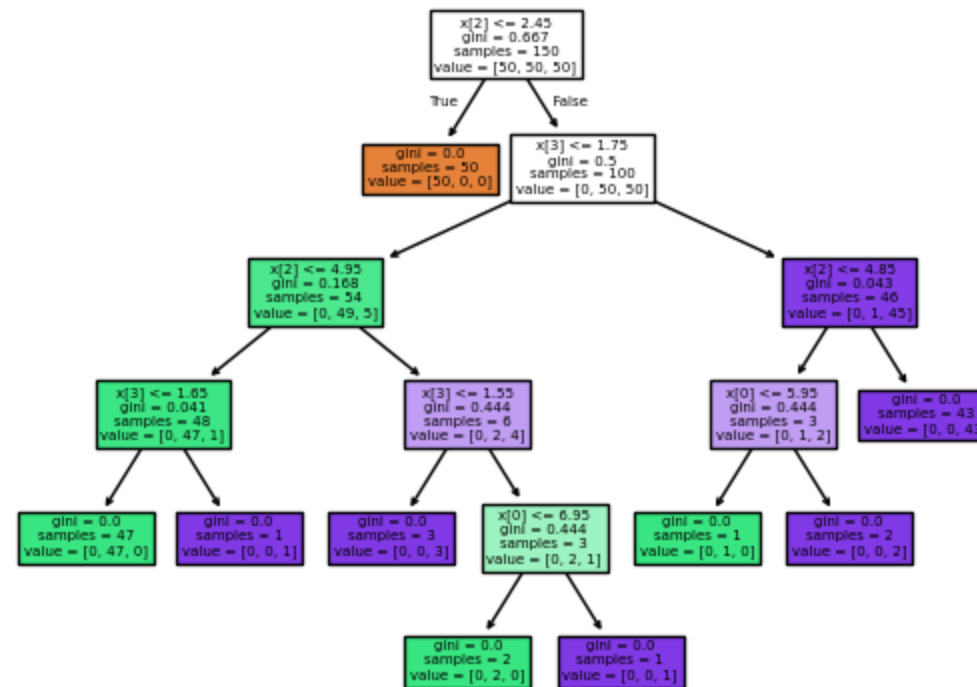 x[2] <= 2.45
gini = 0.667
samples = 150
value = [50, 50, 50]
True
False
gini = 0.0
samples = 50
value = [50, 0, 0]
x[3] <= 1.75
gini = 0.5
samples = 100
value = [0, 50, 50]
x[2] <= 4.95
gini = 0.168
samples = 54
value = [0, 49, 5]
x[2] <= 4.85
gini = 0.043
samples = 46
value = [0, 1, 45]
x[3] <= 1.65
gini = 0.041
samples = 48
value = [0, 47, 1]
x[3] <= 1.55
gini = 0.444
samples = 6
value = [0, 2, 4]
x[0] <= 5.95
gini = 0.444
samples = 3
value = [0, 1, 2]
gini = 0.0
samples = 43
value = [0, 0, 43
gini = 0.0
samples = 47
value = [0, 47, 0]
gini = 0.0
samples = 1
value = [0, 0, 1]
gini = 0.0
samples = 3
value = [0, 0, 3]
x[0] <= 6.95
gini = 0.444
samples = 3
value = [0, 2, 1]
gini = 0.0
samples = 1
value = [0, 1, 0]
gini = 0.0
samples = 2
value = [0, 0, 2]
gini = 0.0
samples = 2
value = [0, 2, 0]
gini = 0.0
samples = 1
value = [0, 0, 1]